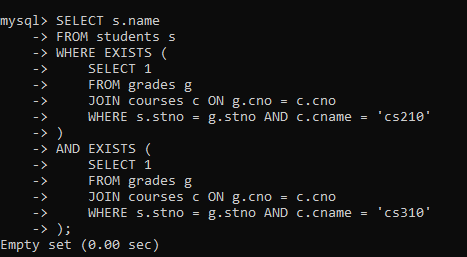 mysql> SELECT s.name
    -> FROM students s
    -> WHERE EXISTS (
    ->     SELECT 1
    ->     FROM grades g
    ->     JOIN courses c ON g.cno = c.cno
    ->     WHERE s.stno = g.stno AND c.cname = 'cs210'
    -> )
    -> AND EXISTS (
    ->     SELECT 1
    ->     FROM grades g
    ->     JOIN courses c ON g.cno = c.cno
    ->     WHERE s.stno = g.stno AND c.cname = 'cs310'
    -> );
Empty set (0.00 sec)